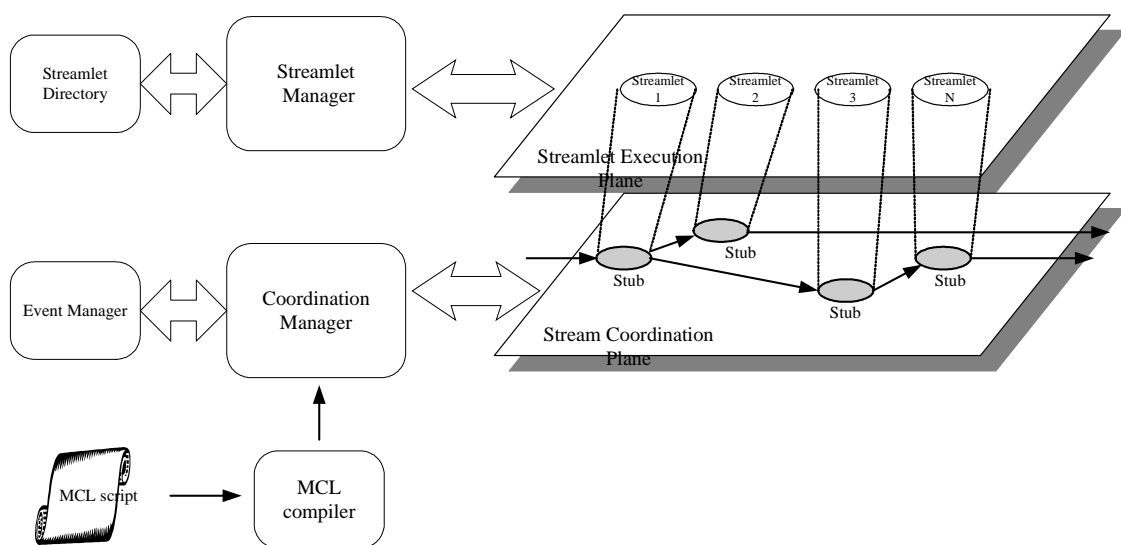 Streamlet
Directory
Streamlet
Manager
Streamlet
1
Streamlet
2
Streamlet
3
Streamlet
N
Streamlet Execution
Plane
Event Manager
Coordination
Manager
Stub
Stub
Stub
Stub
Stream Coordination
Plane
MCL script
MCL
compiler